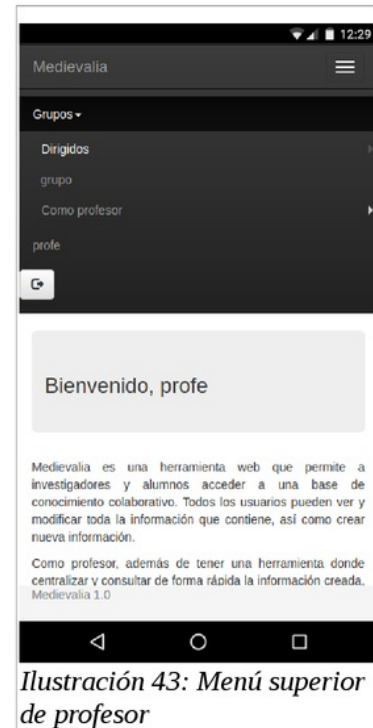 12:29
Medievalia
Grupos
Dirigidos
grupo
Como profesor
profe
Bienvenido, profe
Medievalia es una herramienta web que permite a
investigadores y alumnos acceder a una base de
conocimiento colaborativo. Todos los usuarios pueden ver y
modificar toda la información que contiene, así como crear
nueva información.
Como profesor, además de tener una herramienta donde
centralizar y consultar de forma rápida la información creada,
Medievalia 1.0
Ilustración 43: Menú superior
de profesor